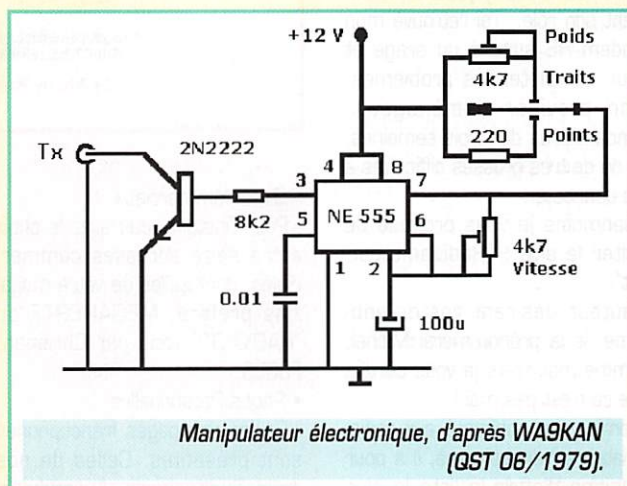 +12 V
Poids
4k7
Traits
Points
220
Tx
2N2222
8k2
3
4
8
7
5
NE 555
6
1
2
4k7
Vitesse
0.01
100u
Manipulateur électronique, d'après WA9KAN
(QST 06/1979).